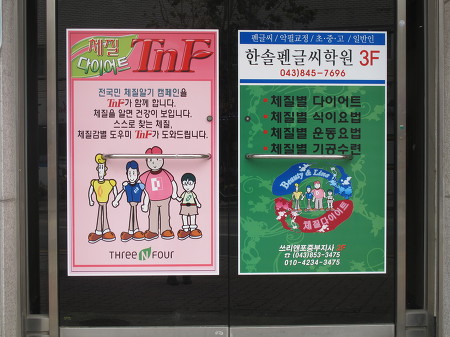 체질
다이어트 TnF
전국민 체질알기 캠페인을
TnF가 함께 합니다.
체질을 알면 건강이 보입니다.
스스로 찾는 체질,
체질감별 도우미 TnF가 도와드립니다.
D
THree N Four
펜글씨 / 악필교정 / 초·중·고 / 일반인
한솔펜글씨학원 3F
043)845-7696
• 체질별 다이어트
• 체질별 식이요법
• 체질별 운동요법
• 체질별 기공수련
Beauty & Line Up
체질다이어트
쓰리엔포중부지사 3F
☎ (043)853-3475
010-4234-3475